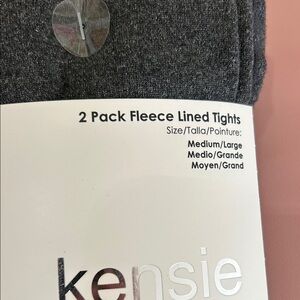 2 Pack Fleece Lined Tights
Size/Talla/Pointure:
Medium/Large
Medio/Grande
Moyen/Grand
kensie